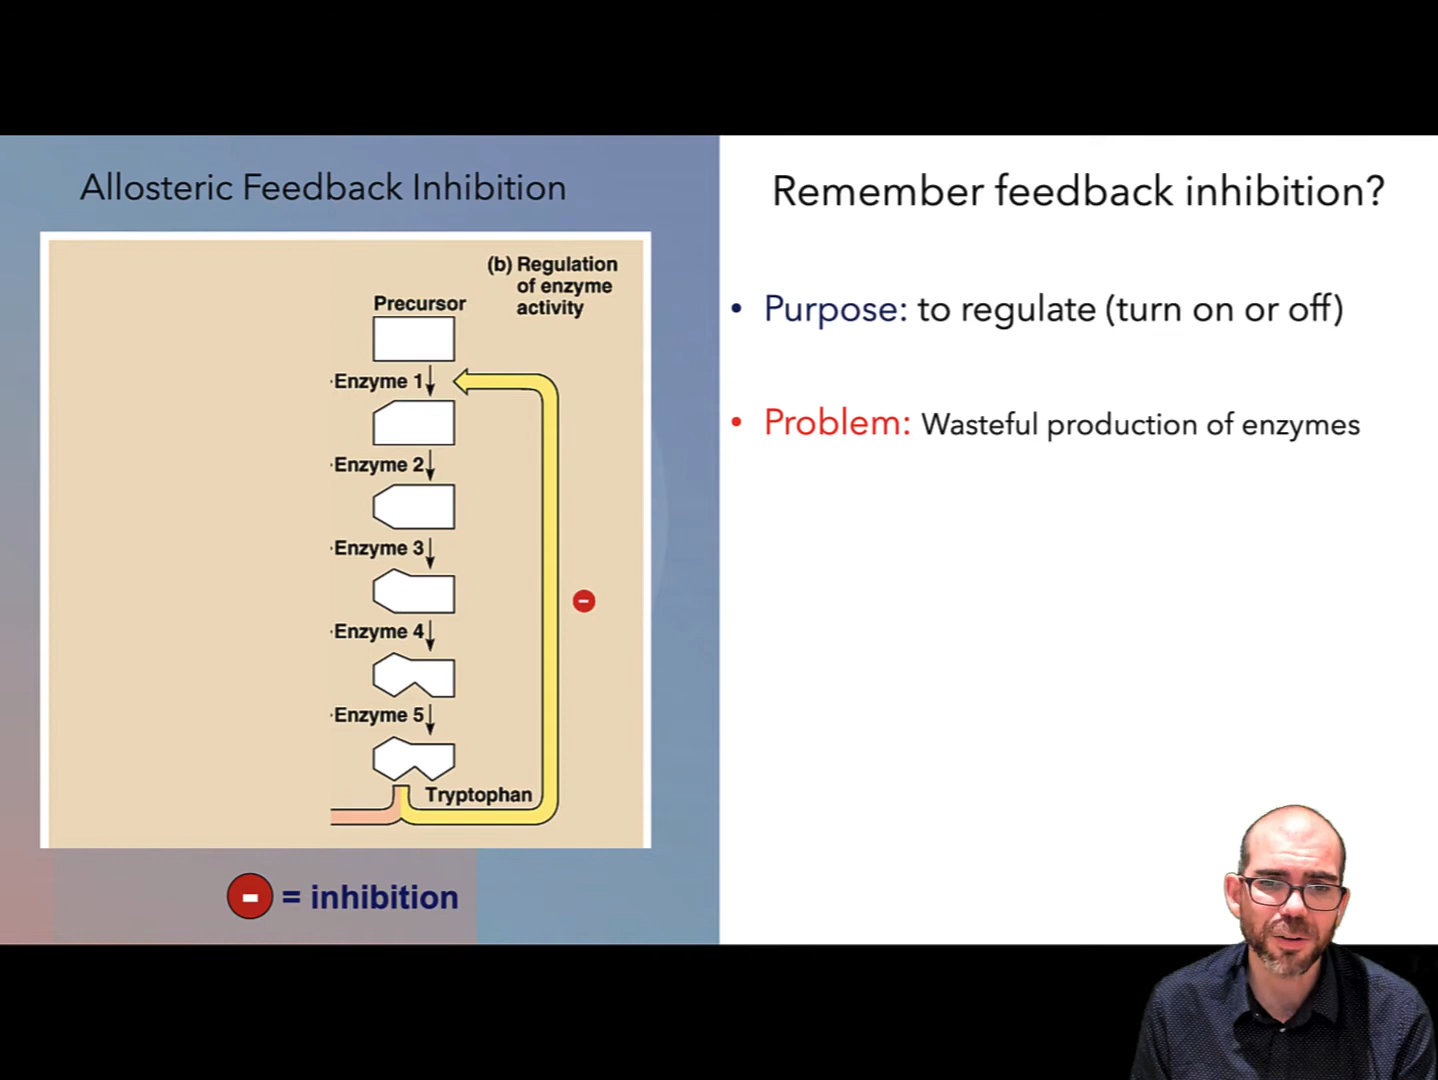 Allosteric Feedback Inhibition
(b) Regulation
of enzyme
activity
Precursor
Enzyme 1
Enzyme 2
Enzyme 3
Enzyme 4
Enzyme 5
Tryptophan
-
- = inhibition
Remember feedback inhibition?
• Purpose: to regulate (turn on or off)
• Problem: Wasteful production of enzymes